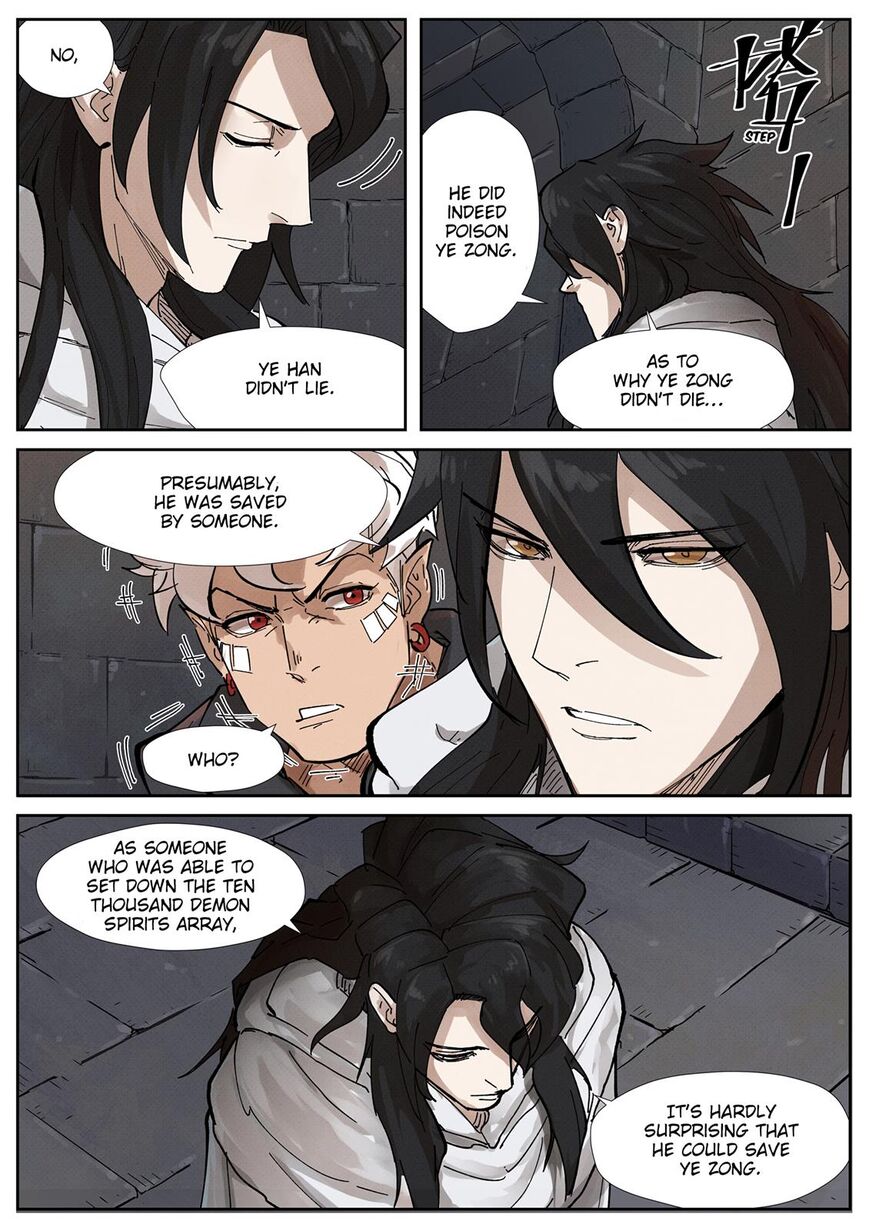 NO,
YE HAN
DIDN'T LIE.
STEP
HE DID
INDEED
POISON
YE ZONG.
AS TO
WHY YE ZONG
DIDN'T DIE...
PRESUMABLY,
HE WAS SAVED
BY SOMEONE.
WHO?
AS SOMEONE
WHO WAS ABLE TO
SET DOWN THE TEN
THOUSAND DEMON
SPIRITS ARRAY,
IT'S HARDLY
SURPRISING THAT
HE COULD SAVE
YE ZONG.